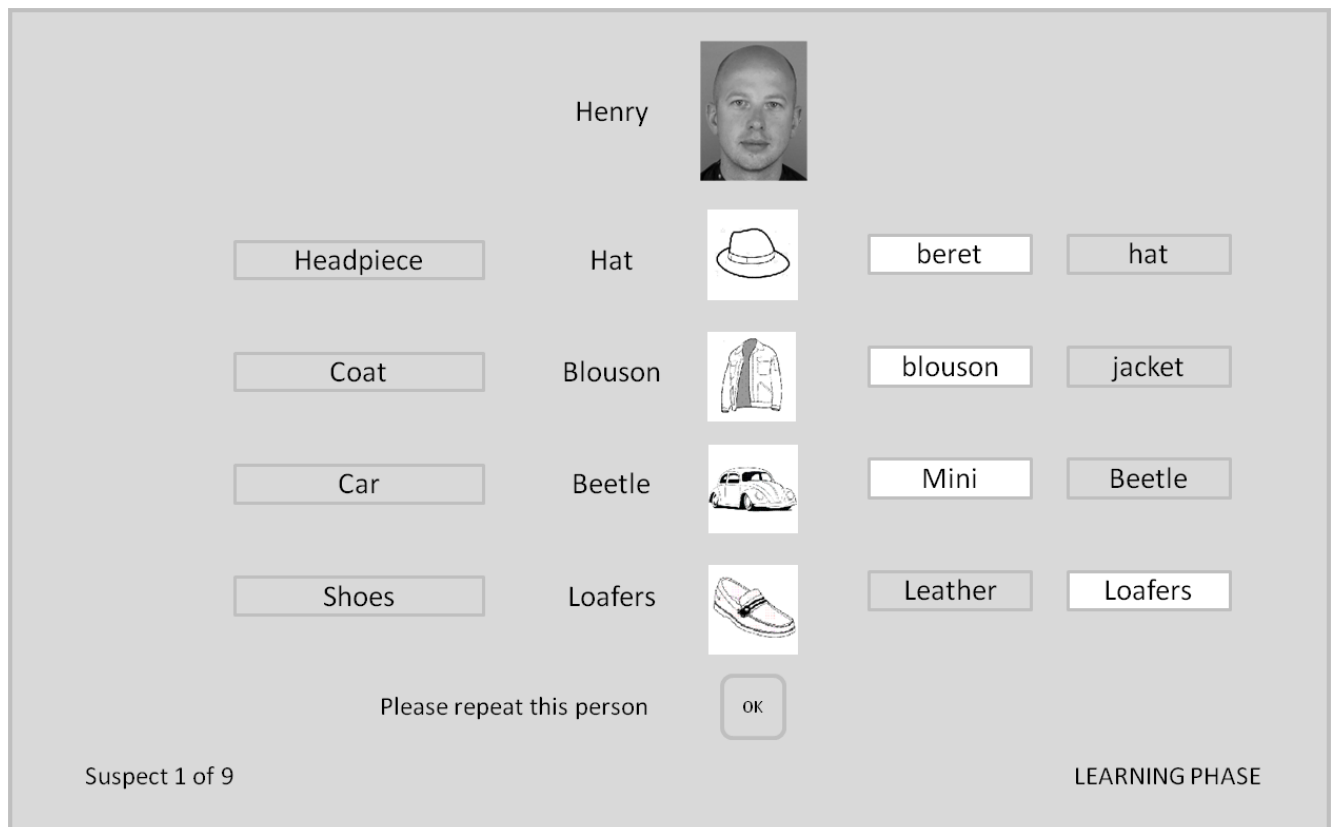 Henry
Headpiece Hat beret hat
Coat Blouson blouson jacket
Car Beetle Mini Beetle
Shoes Loafers Leather Loafers
Please repeat this person OK
Suspect 1 of 9 LEARNING PHASE